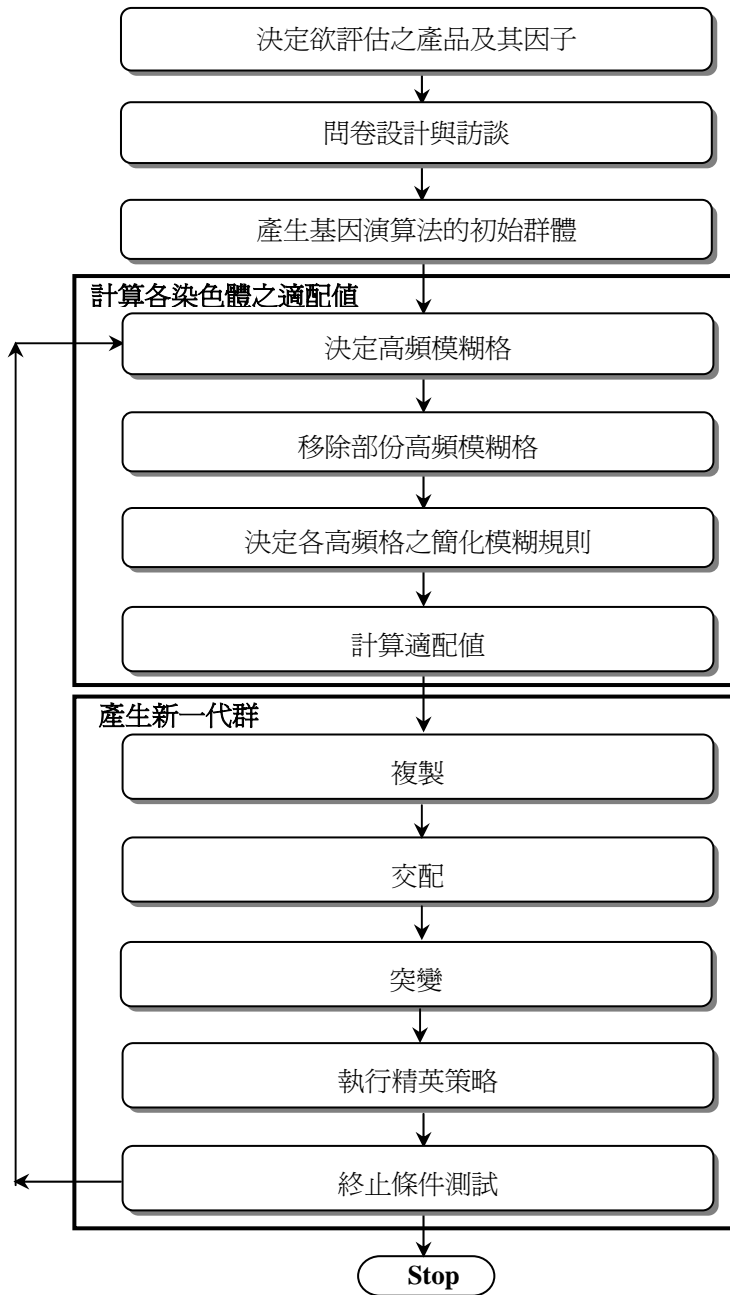 決定欲評估之產品及其因子
問卷設計與訪談
產生基因演算法的初始群體
計算各染色體之適配值
決定高頻模糊格
移除部份高頻模糊格
決定各高頻格之簡化模糊規則
計算適配值
產生新一代群
複製
交配
突變
執行精英策略
終止條件測試
Stop